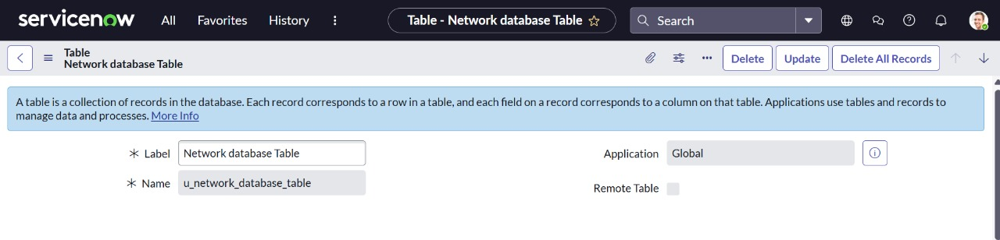 servicenow All Favorites History Table - Network database Table Search
Table
Network database Table
Delete Update Delete All Records
A table is a collection of records in the database. Each record corresponds to a row in a table, and each field on a record corresponds to a column on that table. Applications use tables and records to
manage data and processes. More Info
Label Network database Table
Application Global
Name u_network_database_table
Remote Table